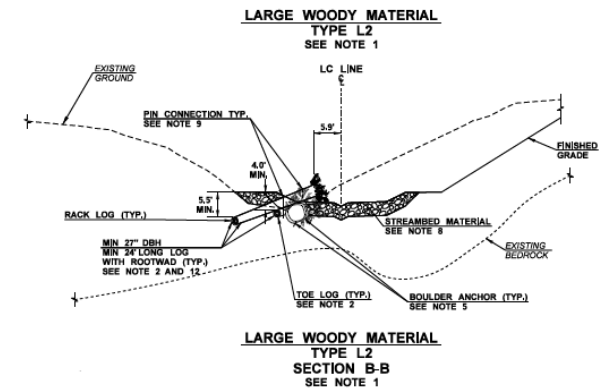 LARGE WOODY MATERIAL
TYPE L2
SEE NOTE 1
LC LINE
EXISTING
GROUND
PIN CONNECTION TYP.
SEE NOTE 9
5.9'
4.0'
MIN.
FINISHED
GRADE
5.5'
MIN.
RACK LOG (TYP.)
STREAMBED MATERIAL
SEE NOTE 8
MIN 27" DBH
MIN 24' LONG LOG
WITH ROOTWAD (TYP.)
SEE NOTE 2 AND 12
EXISTING
BEDROCK
TOE LOG (TYP.)
SEE NOTE 2
BOULDER ANCHOR (TYP.)
SEE NOTE 5
LARGE WOODY MATERIAL
TYPE L2
SECTION B-B
SEE NOTE 1